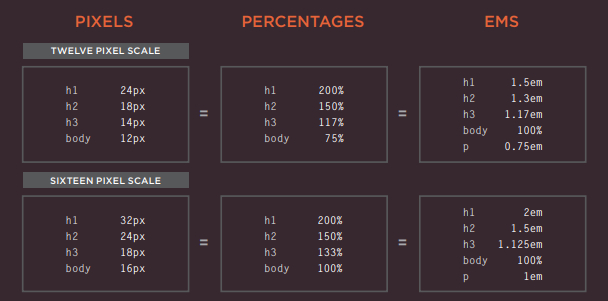 PIXELS PERCENTAGES EMS
TWELVE PIXEL SCALE
h1 24px
h2 18px
h3 14px
body 12px
=
h1 200%
h2 150%
h3 117%
body 75%
=
h1 1.5em
h2 1.3em
h3 1.17em
body 100%
p 0.75em
SIXTEEN PIXEL SCALE
h1 32px
h2 24px
h3 18px
body 16px
=
h1 200%
h2 150%
h3 133%
body 100%
=
h1 2em
h2 1.5em
h3 1.125em
body 100%
p 1em